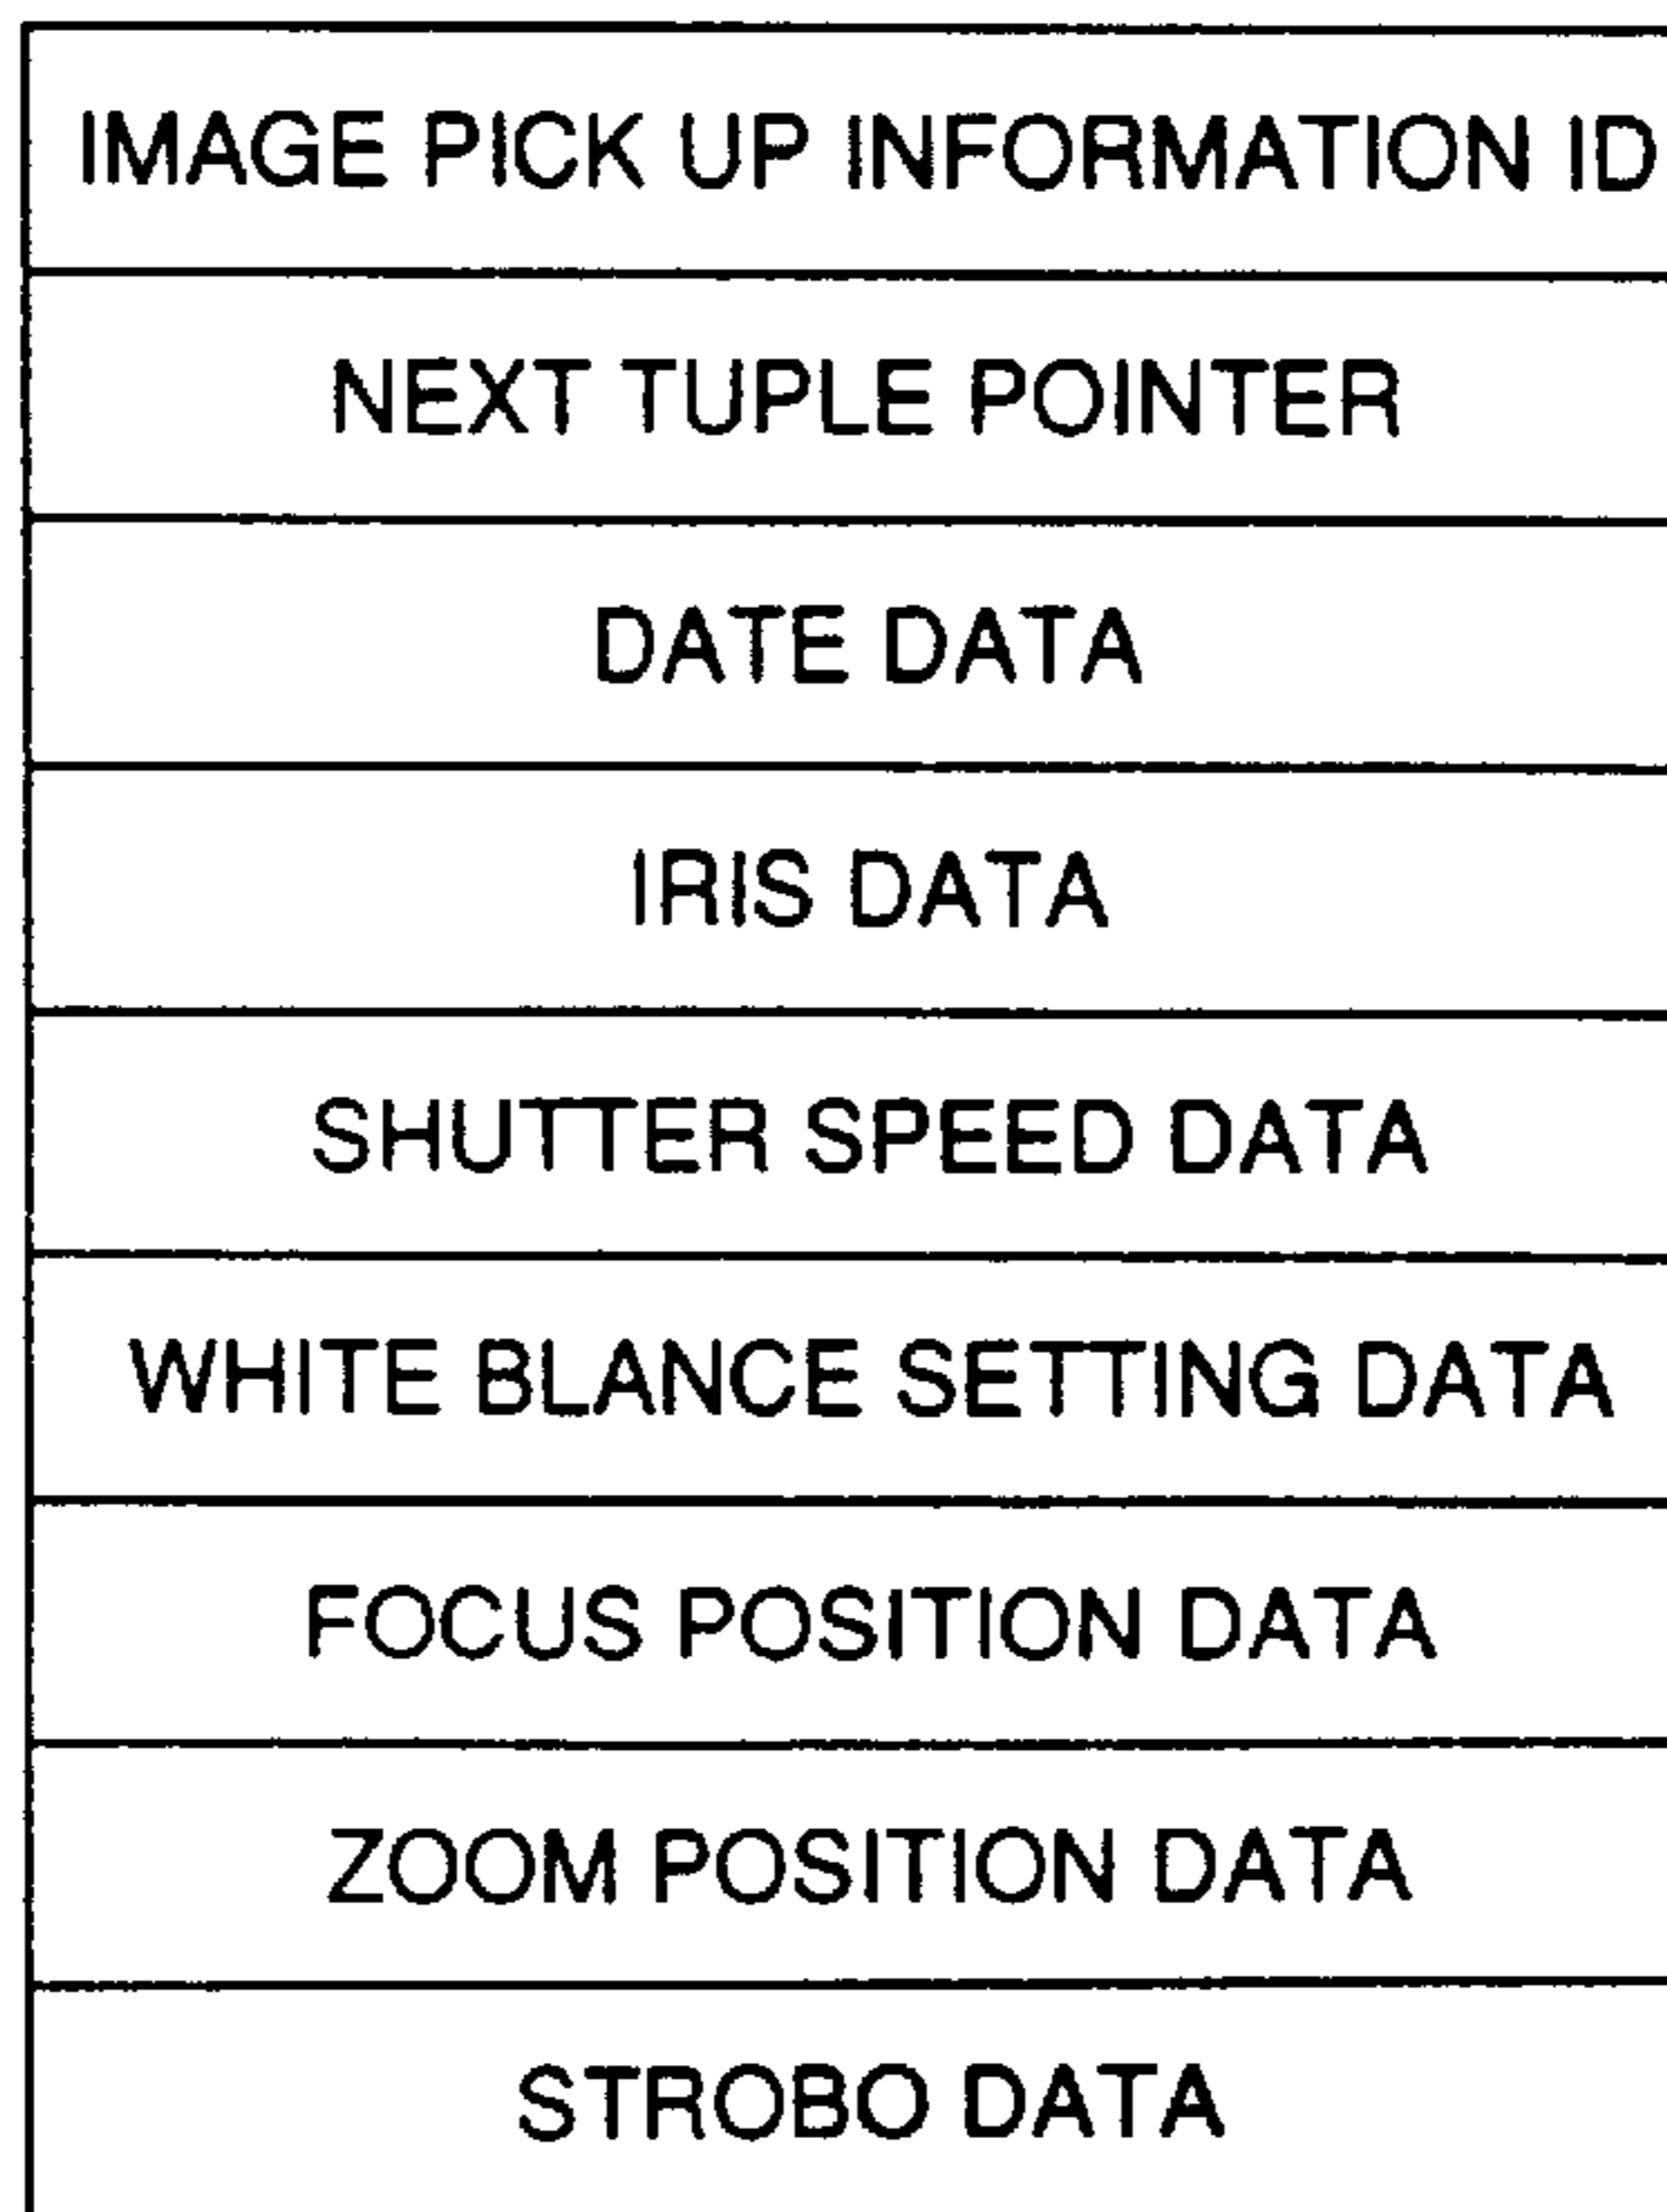 IMAGE PICK UP INFORMATION ID
NEXT TUPLE POINTER
DATE DATA
IRIS DATA
SHUTTER SPEED DATA
WHITE BLANCE SETTING DATA
FOCUS POSITION DATA
ZOOM POSITION DATA
STROBO DATA